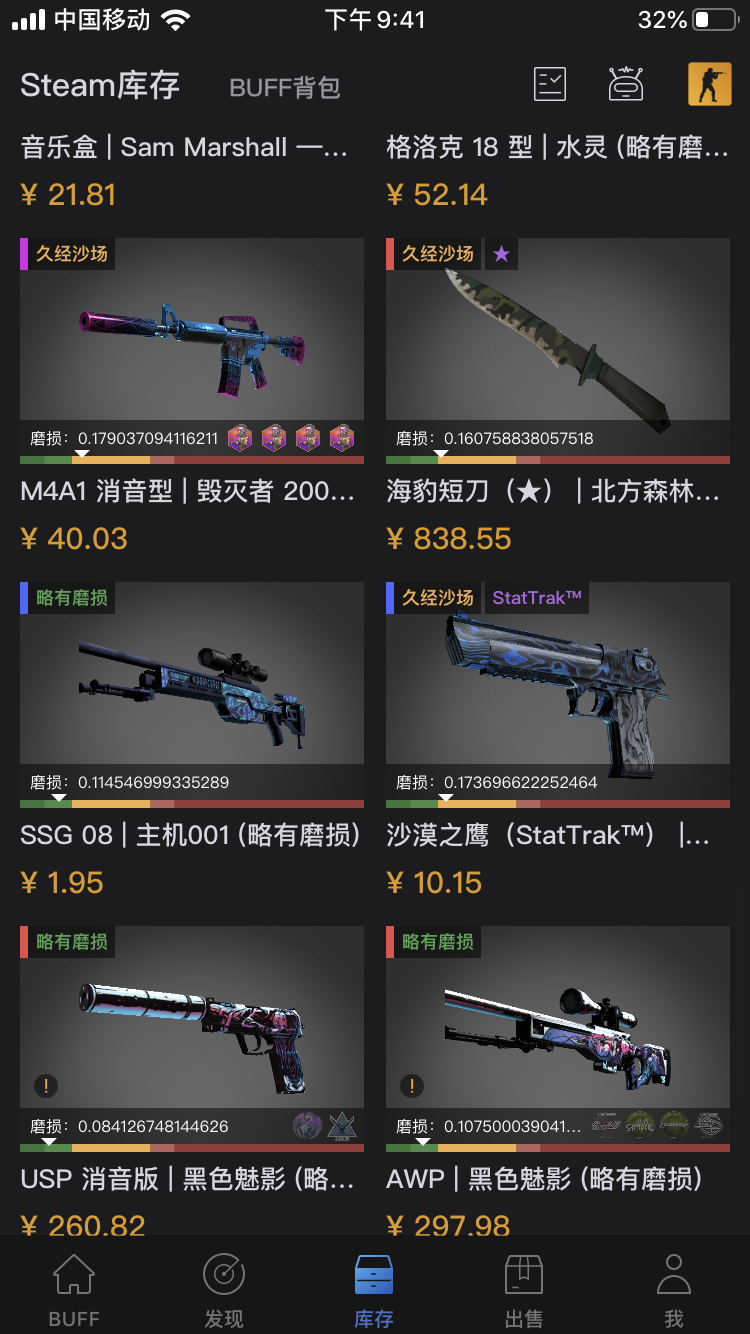 中国移动
下午 9:41
32%
Steam库存
BUFF背包
音乐盒 | Sam Marshall 一...
格洛克 18 型 | 水灵 (略有磨...
¥ 21.81
¥ 52.14
久经沙场
久经沙场 ★
磨损: 0.179037094116211
磨损: 0.160758838057518
M4A1 消音型 | 毁灭者 200...
海豹短刀（★） | 北方森林...
¥ 40.03
¥ 838.55
略有磨损
久经沙场 StatTrak™
磨损: 0.114546999335289
磨损: 0.173696622252464
SSG 08 | 主机001 (略有磨损)
沙漠之鹰（StatTrak™） |...
¥ 1.95
¥ 10.15
略有磨损
略有磨损
!
!
磨损: 0.084126748144626
磨损: 0.107500039041...
USP 消音版 | 黑色魅影 (略...
AWP | 黑色魅影 (略有磨损)
¥ 260.82
¥ 297.98
BUFF
发现
库存
出售
我